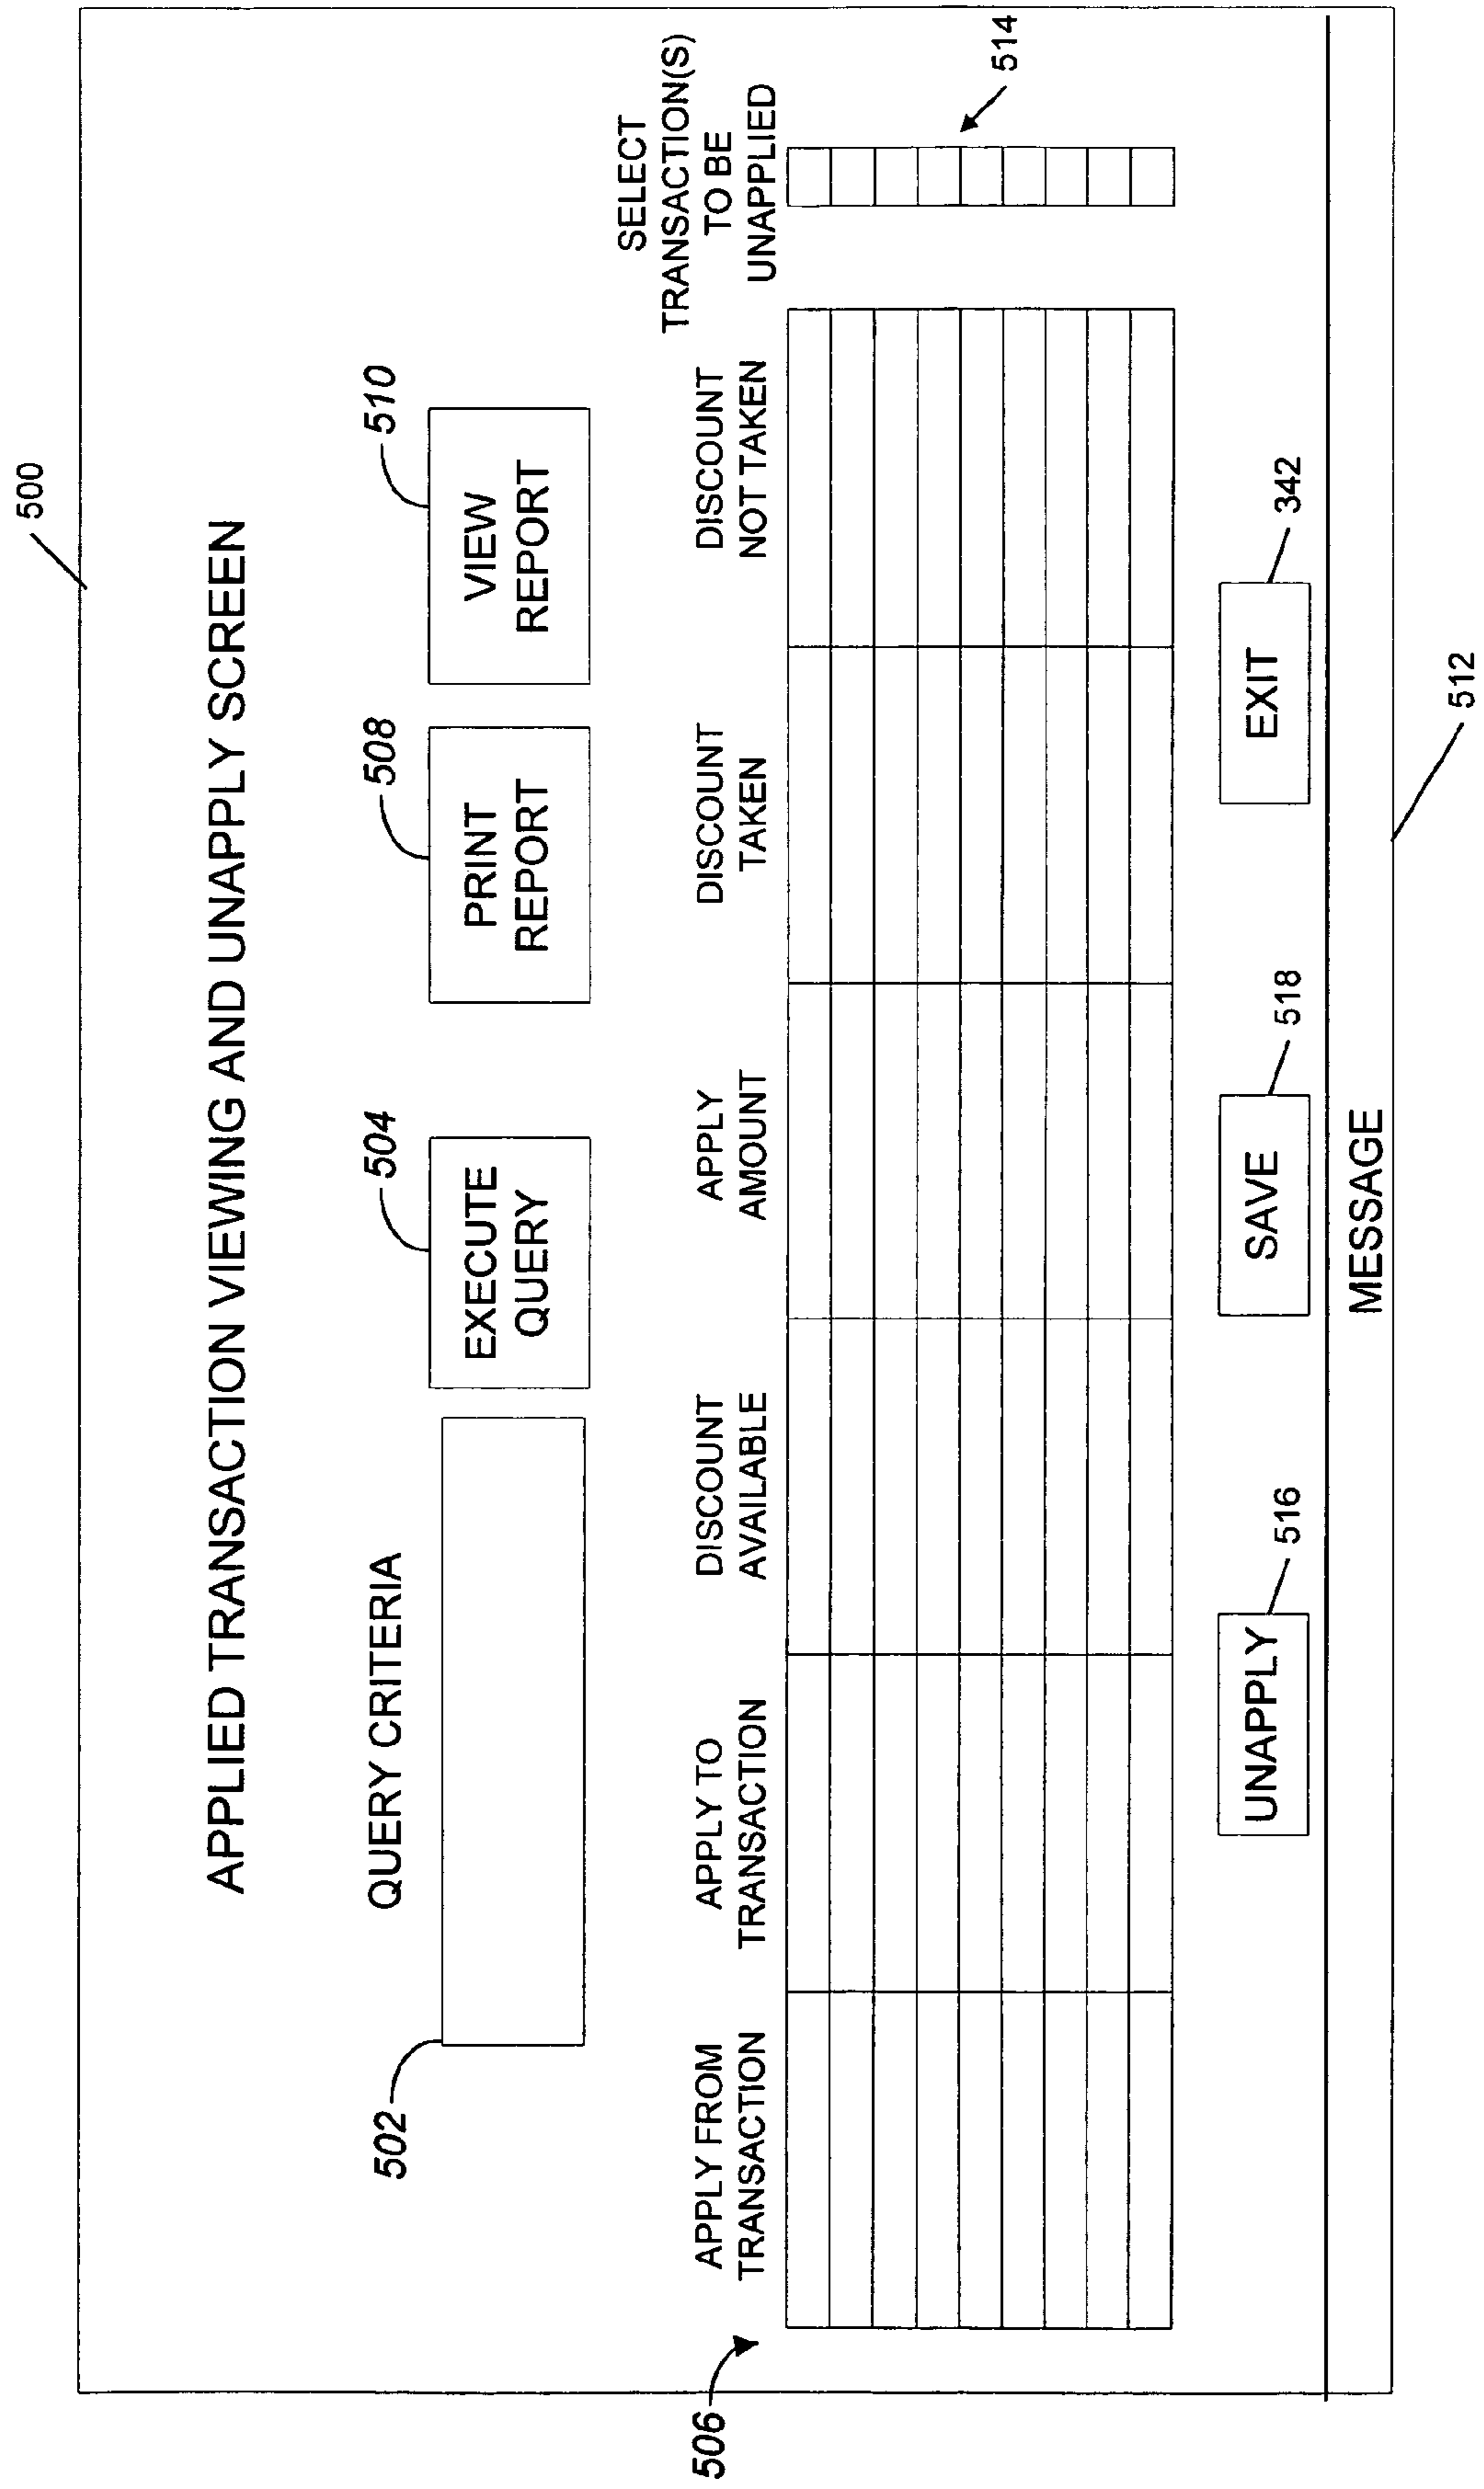 500
APPLIED TRANSACTION VIEWING AND UNAPPLY SCREEN
QUERY CRITERIA
502
504
508
510
EXECUTE
QUERY
PRINT
REPORT
VIEW
REPORT
506
APPLY FROM
TRANSACTION
APPLY TO
TRANSACTION
DISCOUNT
AVAILABLE
APPLY
AMOUNT
DISCOUNT
TAKEN
DISCOUNT
NOT TAKEN
SELECT
TRANSACTION(S)
TO BE
UNAPPLIED
514
UNAPPLY
516
SAVE
518
EXIT
342
MESSAGE
512